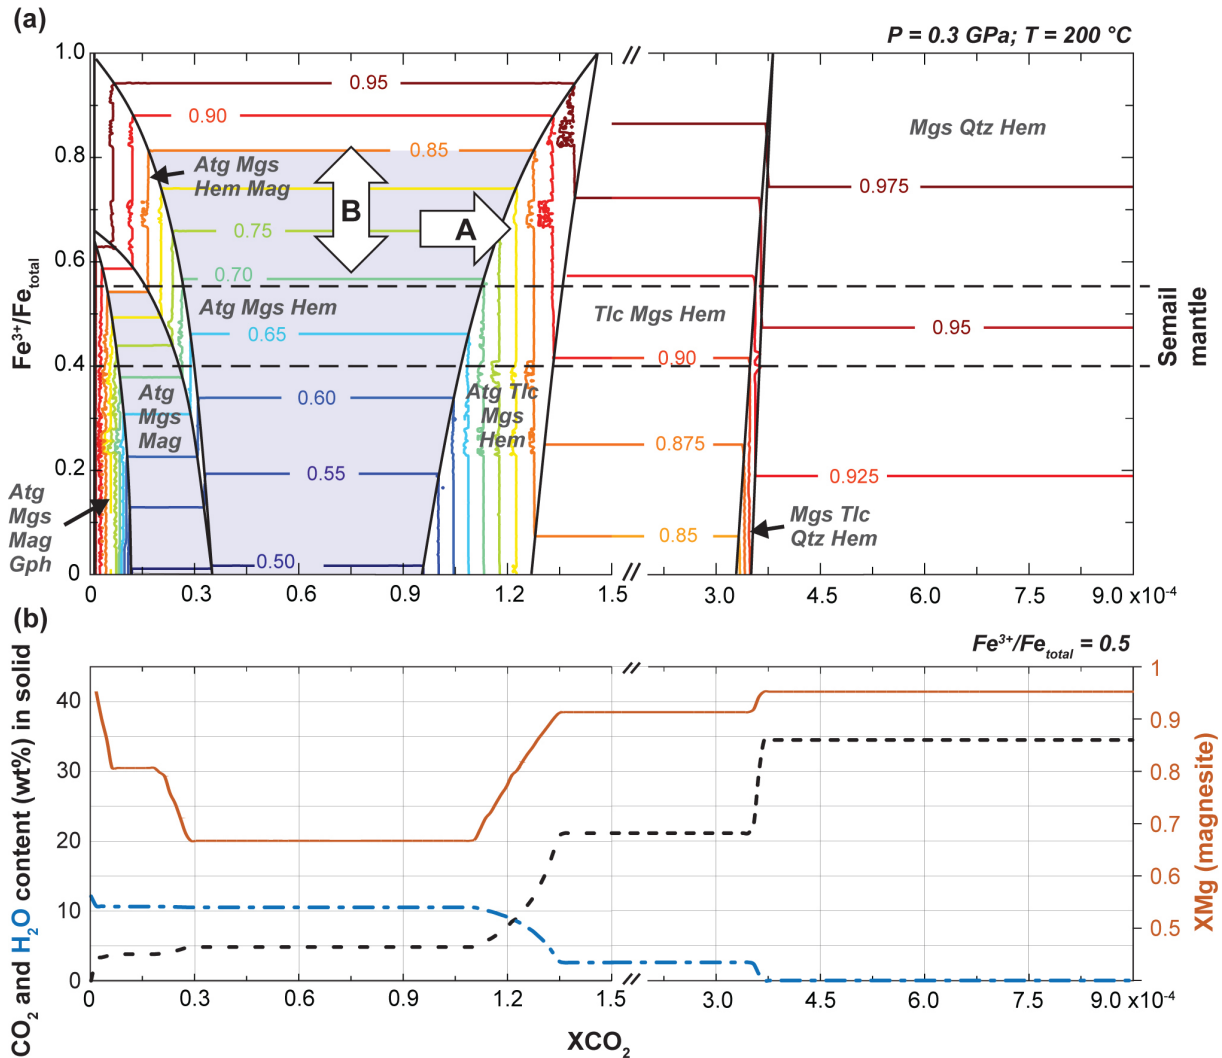 (a)
P = 0.3 GPa; T = 200 °C
Fe³⁺/Fe_total
1.0
0.8
0.6
0.4
0.2
0
0.95
0.90
0.85
Atg Mgs
Hem Mag
B
A
0.75
0.70
Atg Mgs Hem
0.65
0.60
0.55
0.50
Atg
Mgs
Mag
Atg
Mgs
Mag
Gph
Atg Tlc
Mgs
Hem
Tlc Mgs Hem
0.90
0.875
0.85
Mgs Qtz Hem
0.975
0.95
0.925
Mgs Tlc
Qtz Hem
Semail
mantle
0
0.3
0.6
0.9
1.2
1.5
//
3.0
4.5
6.0
7.5
9.0 x10⁻⁴
(b)
Fe³⁺/Fe_total = 0.5
CO₂ and H₂O content (wt%) in solid
40
30
20
10
0
1
0.9
0.8
0.7
0.6
0.5
XMg (magnesite)
0
0.3
0.6
0.9
1.2
1.5
//
3.0
4.5
6.0
7.5
9.0 x10⁻⁴
XCO₂